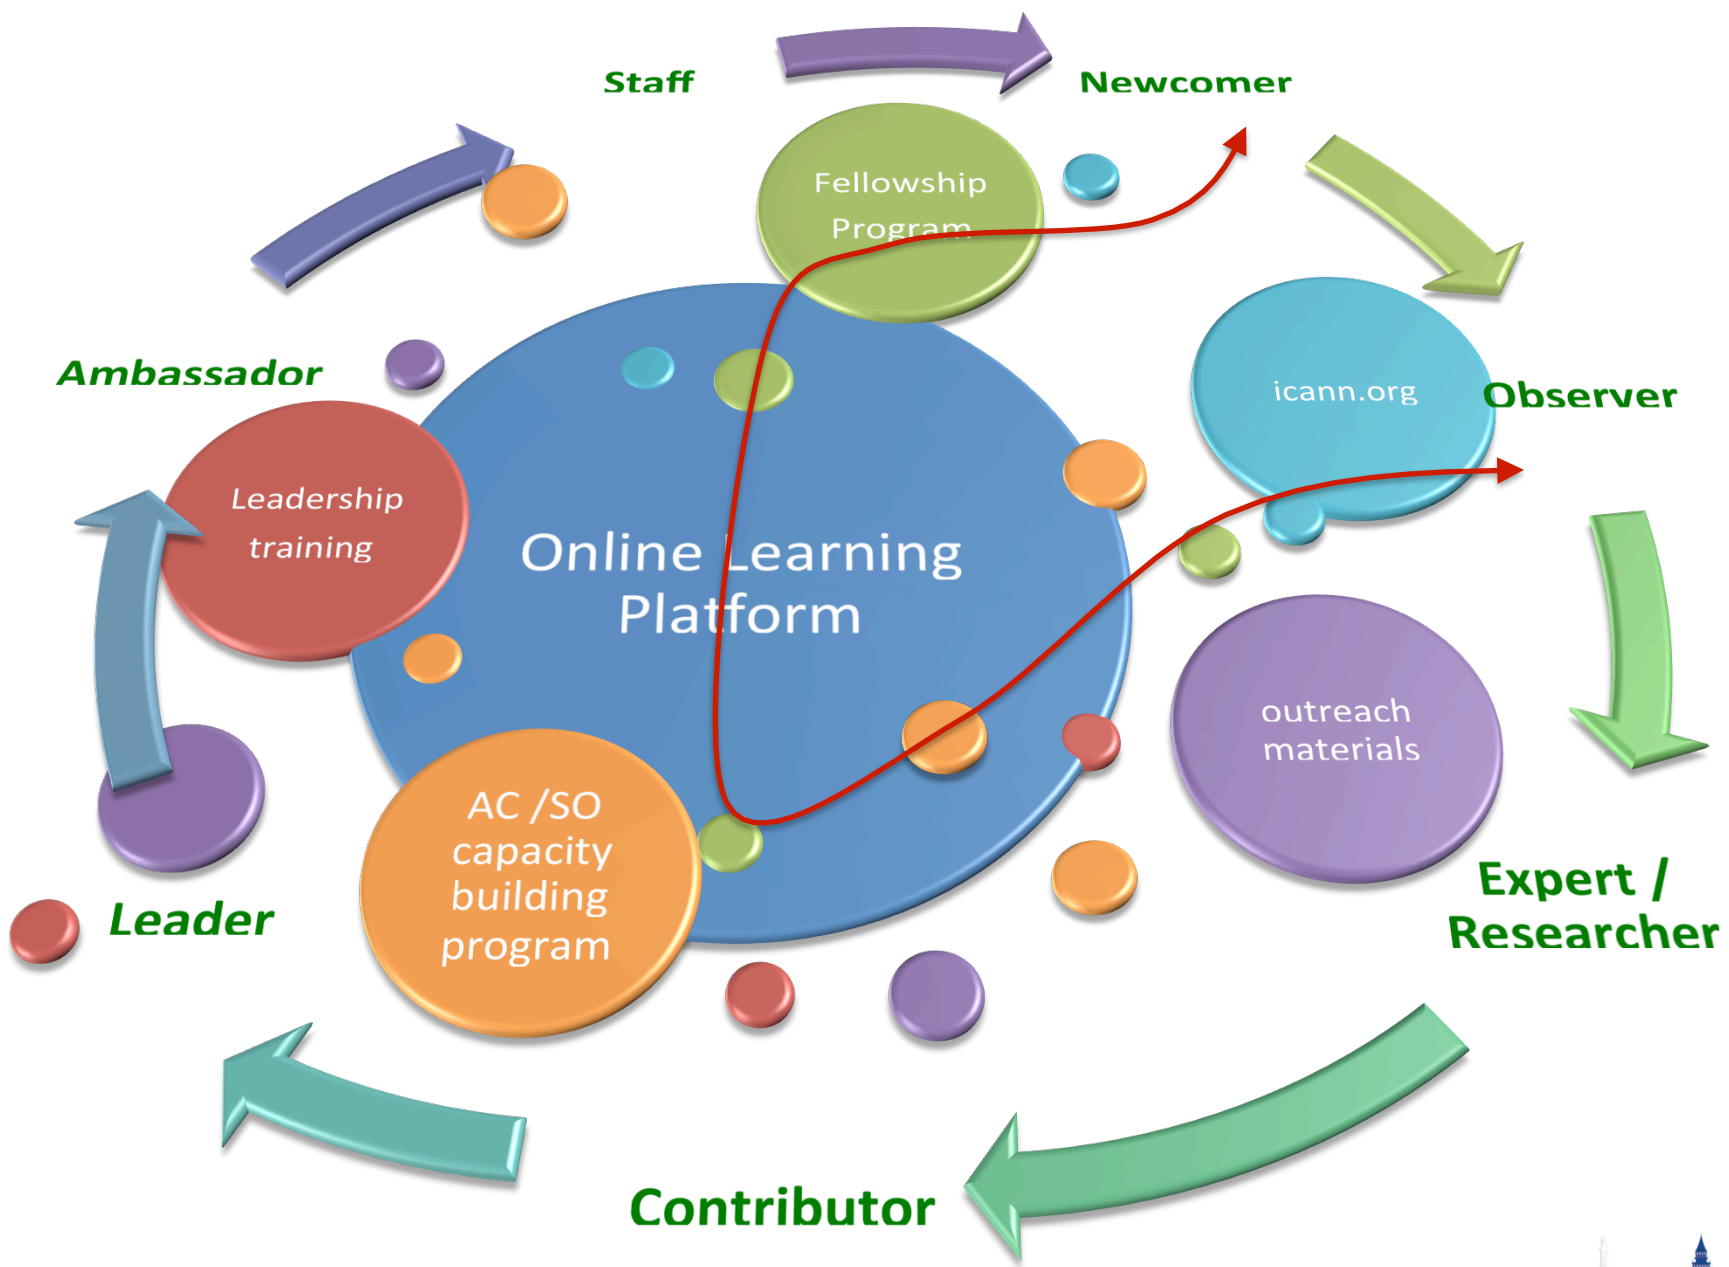 Staff
Newcomer
Fellowship
Program
Ambassador
icann.org
Observer
Leadership
training
Online Learning
Platform
outreach
materials
AC /SO
capacity
building
program
Expert /
Researcher
Leader
Contributor